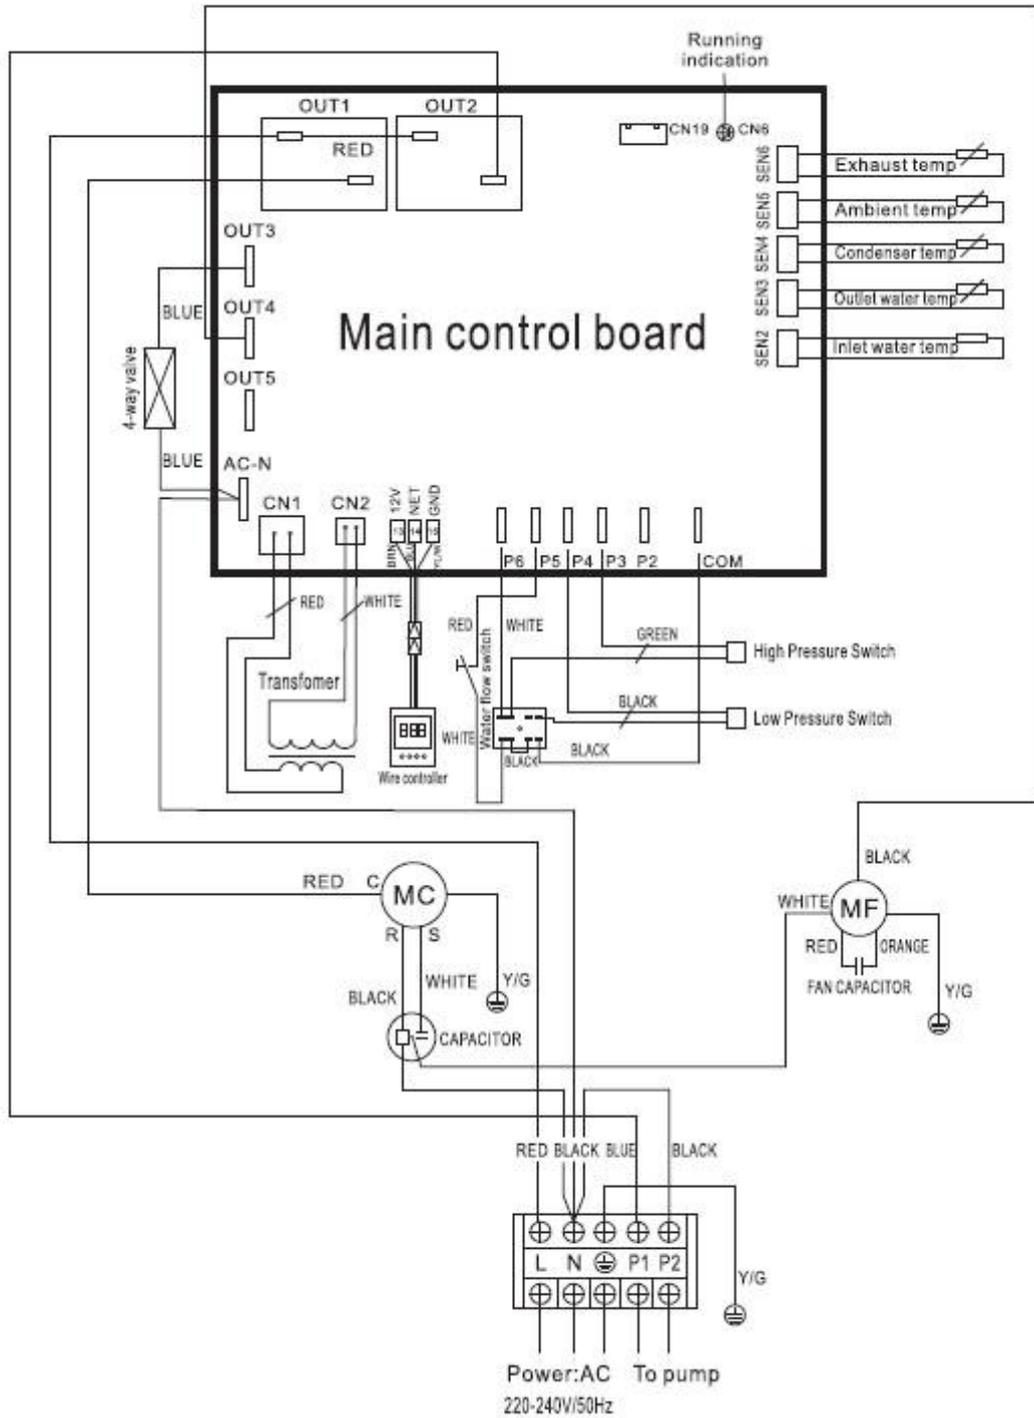 Running
indication
OUT1
OUT2
RED
CN19
CN6
SEN6
Exhaust temp
SEN5
Ambient temp
SEN4
Condenser temp
SEN3
Outlet water temp
SEN2
Inlet water temp
OUT3
BLUE
OUT4
Main control board
4-way valve
OUT5
BLUE
AC-N
CN1
CN2
12V
NET
GND
13
14
15
BRN
P6
P5
P4
P3
P2
COM
RED
WHITE
RED
WHITE
GREEN
High Pressure Switch
Transfomer
Water flow switch
BLACK
Low Pressure Switch
WHITE
BLACK
BLACK
Wire controller
BLACK
RED
C
MC
WHITE
MF
R
S
RED
ORANGE
WHITE
Y/G
FAN CAPACITOR
Y/G
BLACK
CAPACITOR
RED
BLACK
BLUE
BLACK
L
N
P1
P2
Y/G
Power:AC
To pump
220-240V/50Hz